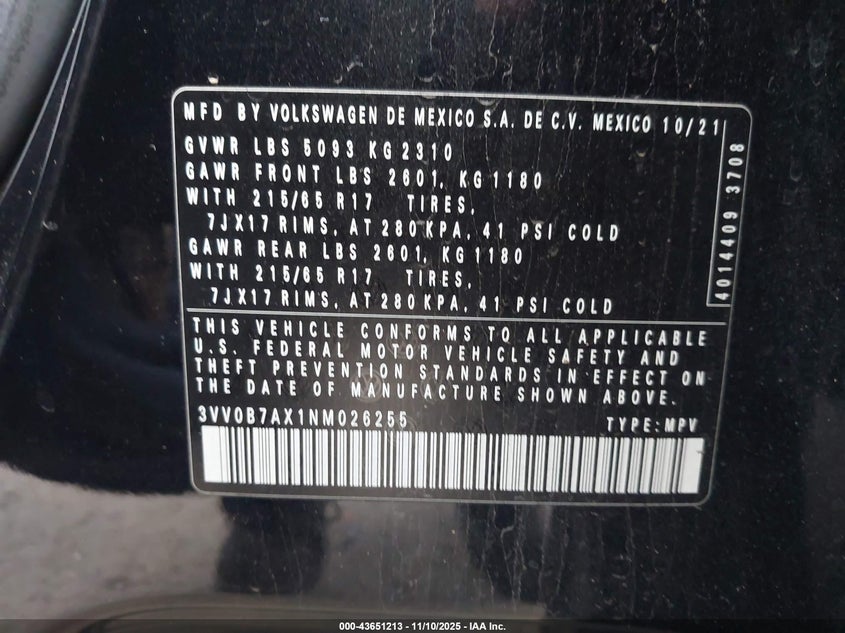 MFD BY VOLKSWAGEN DE MEXICO S.A. DE C.V. MEXICO 10/21
GVWR LBS 5093 KG 2310
GAWR FRONT LBS 2601, KG 1180
WITH 215/65 R17 TIRES,
7JX17 RIMS, AT 280 KPA, 41 PSI COLD
GAWR REAR LBS 2601, KG 1180
WITH 215/65 R17 TIRES,
7JX17 RIMS, AT 280 KPA, 41 PSI COLD
4014409 3708
THIS VEHICLE CONFORMS TO ALL APPLICABLE
U.S. FEDERAL MOTOR VEHICLE SAFETY AND
THEFT PREVENTION STANDARDS IN EFFECT ON
THE DATE OF MANUFACTURE SHOWN ABOVE.
3VV0B7AX1NM026255 TYPE: MPV
000-43651213 - 11/10/2025 - IAA Inc.